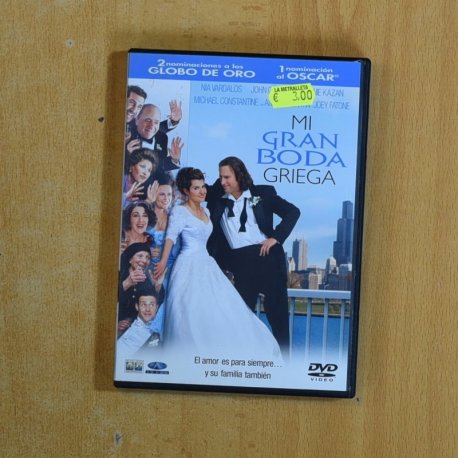 2 nominaciones a los
GLOBO DE ORO
1 nominación
al OSCAR®
LA METRALLETA
€ 3.00
NIA VARDALOS JOHN KAZAN
MICHAEL CONSTANTINE JOEY FATONE
MI
GRAN
BODA
GRIEGA
El amor es para siempre...
y su familia también
DVD
VIDEO